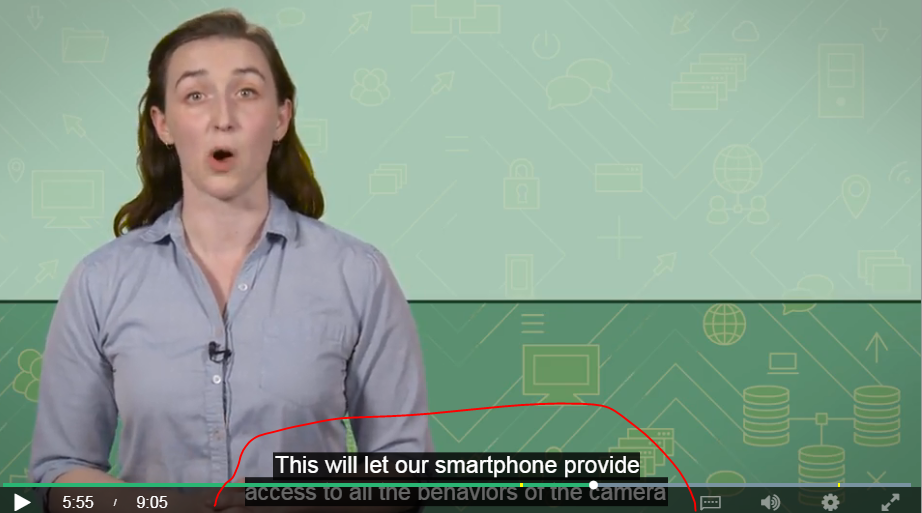 This will let our smartphone provide
access to all the behaviors of the camera
5:55 / 9:05